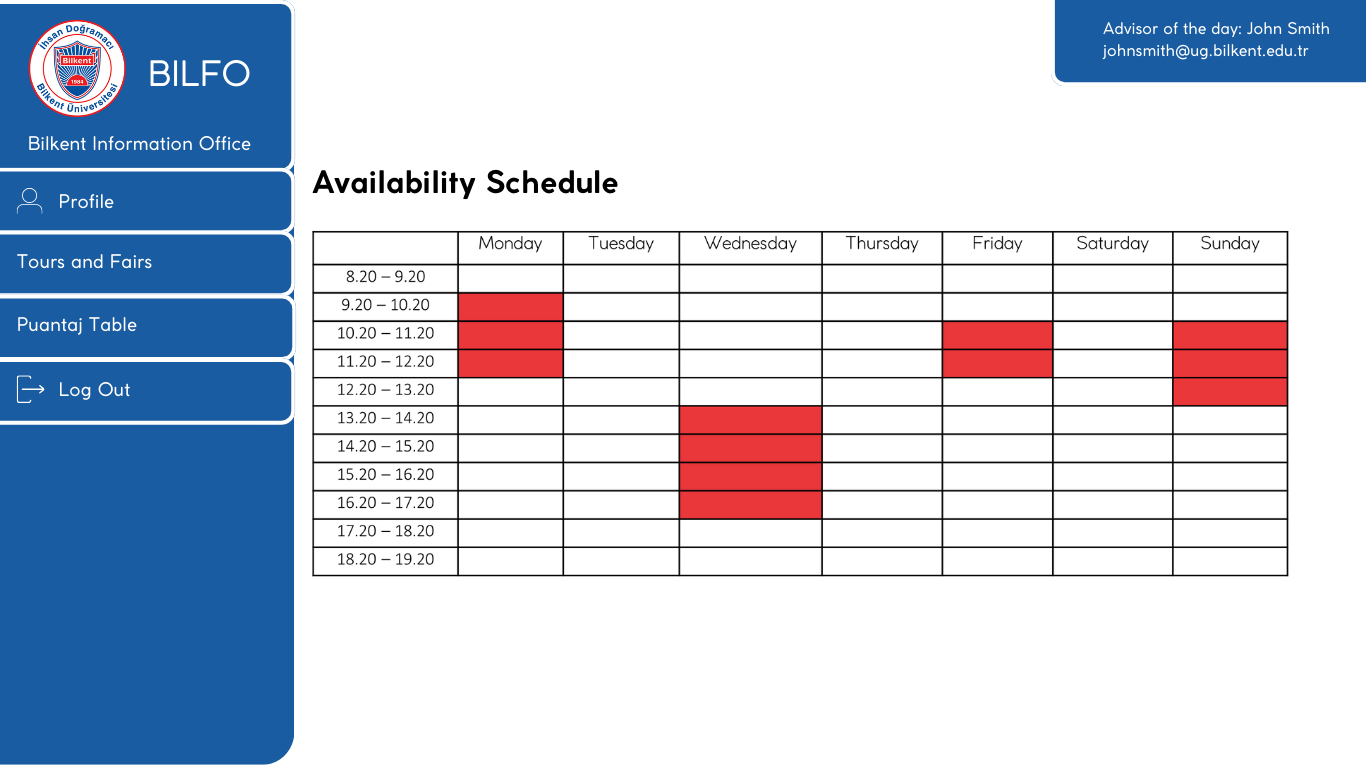 İhsan Doğramacı
Bilkent
1984
Bilkent Üniversitesi
BILFO
Bilkent Information Office
Profile
Tours and Fairs
Puantaj Table
Log Out
Advisor of the day: John Smith
johnsmith@ug.bilkent.edu.tr
Availability Schedule
Monday Tuesday Wednesday Thursday Friday Saturday Sunday
8.20 – 9.20
9.20 – 10.20
10.20 – 11.20
11.20 – 12.20
12.20 – 13.20
13.20 – 14.20
14.20 – 15.20
15.20 – 16.20
16.20 – 17.20
17.20 – 18.20
18.20 – 19.20